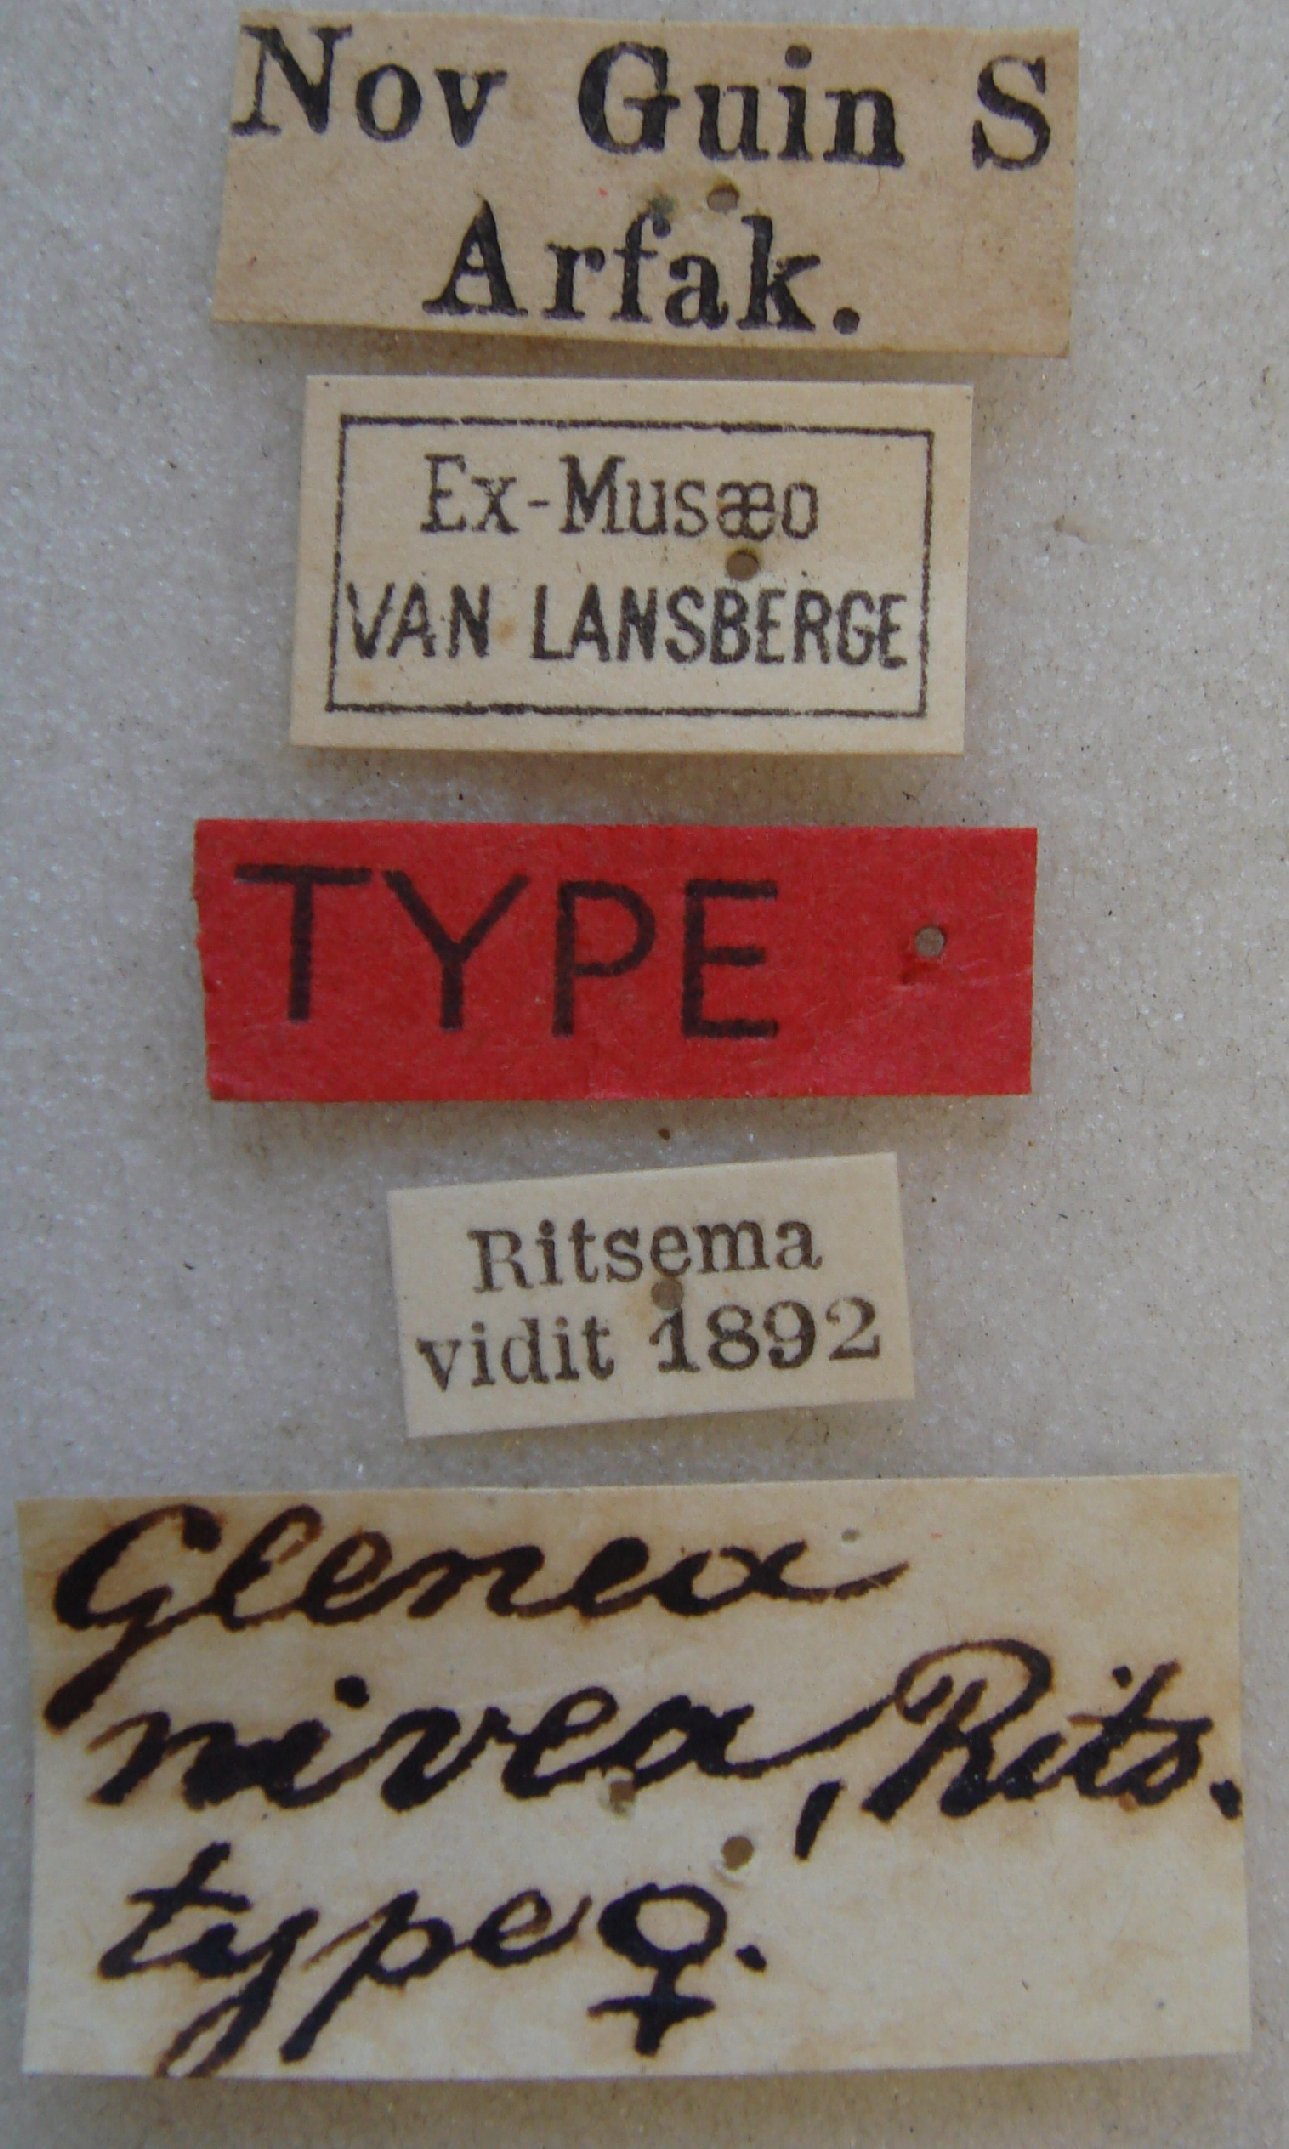 Nov Guin S
Arfak.
Ex-Musæo
VAN LANSBERGE
TYPE
Ritsema
vidit 1892
Glenea
nivea, Rits.
type ♀.